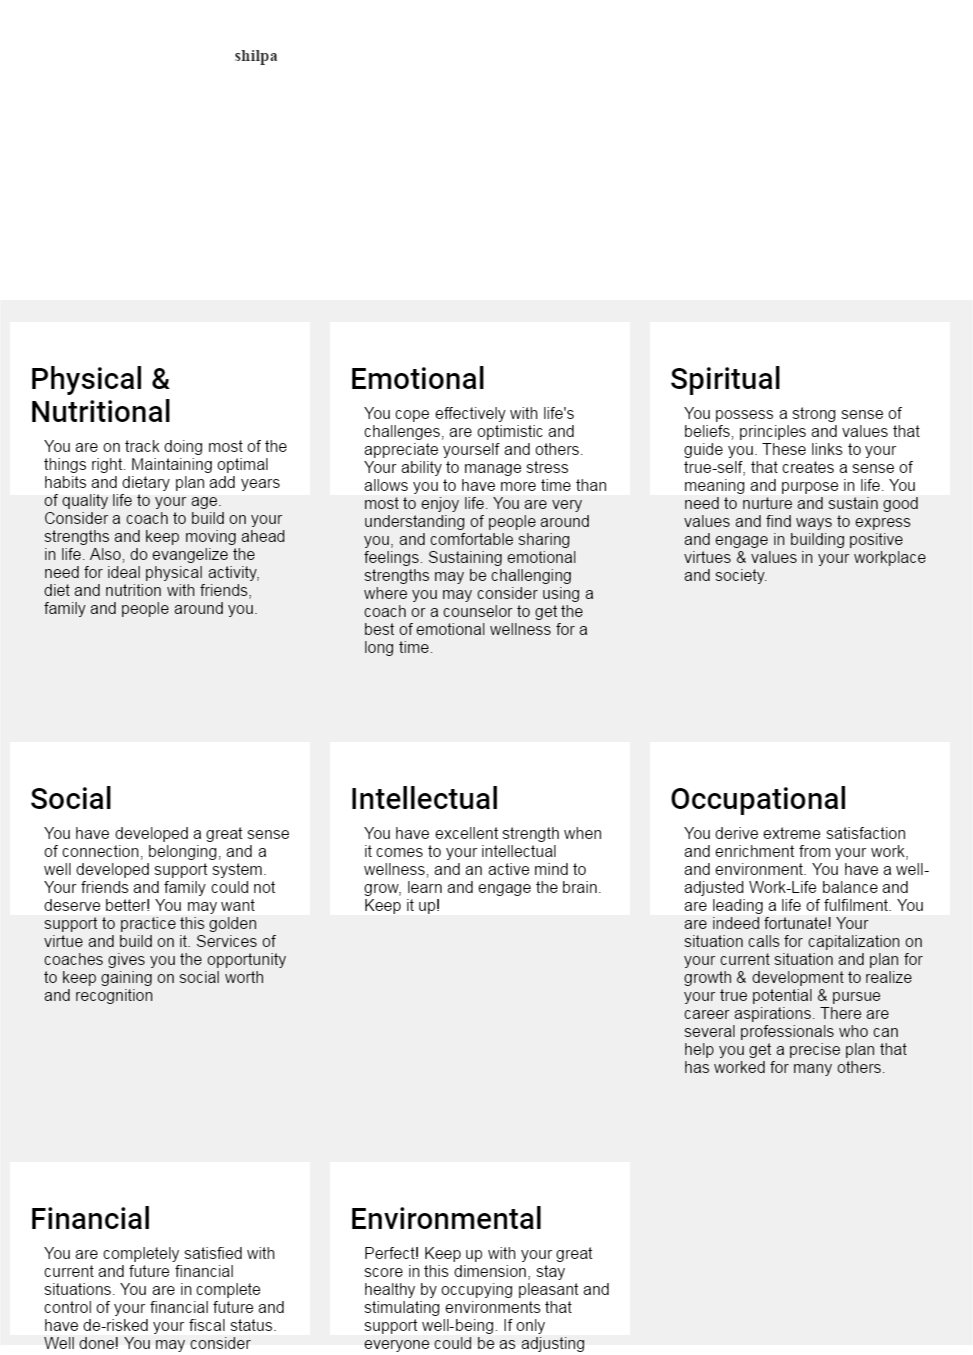 shilpa
Physical &
Nutritional
You are on track doing most of the
things right. Maintaining optimal
habits and dietary plan add years
of quality life to your age.
Consider a coach to build on your
strengths and keep moving ahead
in life. Also, do evangelize the
need for ideal physical activity,
diet and nutrition with friends,
family and people around you.
Emotional
You cope effectively with life's
challenges, are optimistic and
appreciate yourself and others.
Your ability to manage stress
allows you to have more time than
most to enjoy life. You are very
understanding of people around
you, and comfortable sharing
feelings. Sustaining emotional
strengths may be challenging
where you may consider using a
coach or a counselor to get the
best of emotional wellness for a
long time.
Spiritual
You possess a strong sense of
beliefs, principles and values that
guide you. These links to your
true-self, that creates a sense of
meaning and purpose in life. You
need to nurture and sustain good
values and find ways to express
and engage in building positive
virtues & values in your workplace
and society.
Social
You have developed a great sense
of connection, belonging, and a
well developed support system.
Your friends and family could not
deserve better! You may want
support to practice this golden
virtue and build on it. Services of
coaches gives you the opportunity
to keep gaining on social worth
and recognition
Intellectual
You have excellent strength when
it comes to your intellectual
wellness, and an active mind to
grow, learn and engage the brain.
Keep it up!
Occupational
You derive extreme satisfaction
and enrichment from your work,
and environment. You have a well-
adjusted Work-Life balance and
are leading a life of fulfilment. You
are indeed fortunate! Your
situation calls for capitalization on
your current situation and plan for
growth & development to realize
your true potential & pursue
career aspirations. There are
several professionals who can
help you get a precise plan that
has worked for many others.
Financial
You are completely satisfied with
current and future financial
situations. You are in complete
control of your financial future and
have de-risked your fiscal status.
Well done! You may consider
Environmental
Perfect! Keep up with your great
score in this dimension, stay
healthy by occupying pleasant and
stimulating environments that
support well-being. If only
everyone could be as adjusting